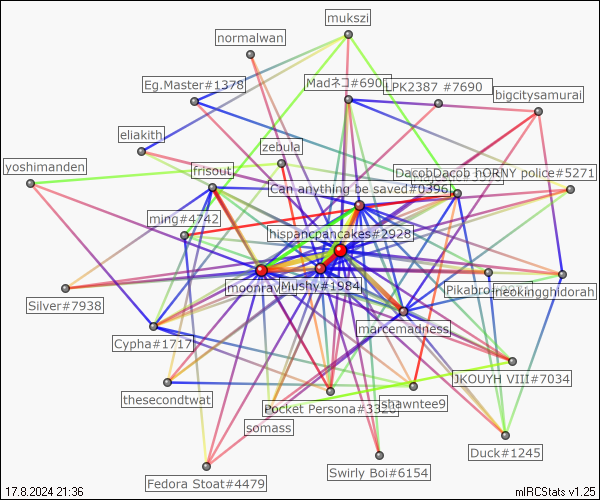 mukszi
normalwan
Eg.Master#1378
Madネコ#690
LPK2387 #7690
bigcitysamurai
eliakith
zebula
yoshimanden
frisout
DacobDacob hORNY police#5271
Can anything be saved#0396
ming#4742
hispancpancakes#2928
moonrav
Mushy#1984
Pikabro
theokingghidorah
Silver#7938
marcemadness
Cypha#1717
JKOUYH VIII#7034
thesecondtwat
Pocket Persona#3328
shawntee9
somass
Duck#1245
Swirly Boi#6154
Fedora Stoat#4479
17.8.2024 21:36
mIRCStats v1.25